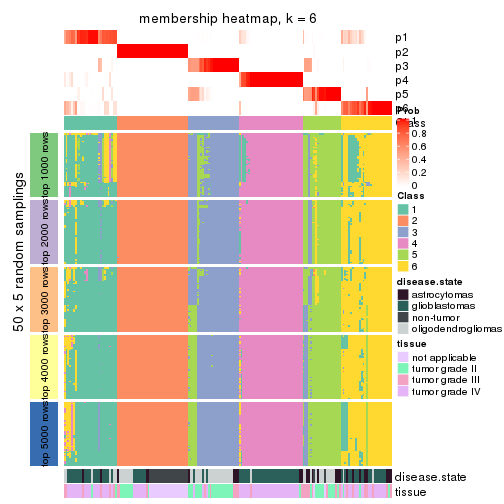 membership heatmap, k = 6
p1
p2
p3
p4
p5
p6
Prob
1
0.8
0.6
0.4
0.2
0
Class
Class
1
2
3
4
5
6
disease.state
astrocytomas
glioblastomas
non-tumor
oligodendrogliomas
tissue
not applicable
tumor grade II
tumor grade III
tumor grade IV
50 x 5 random samplings
top 1000 rows
top 2000 rows
top 3000 rows
top 4000 rows
top 5000 rows
disease.state
tissue